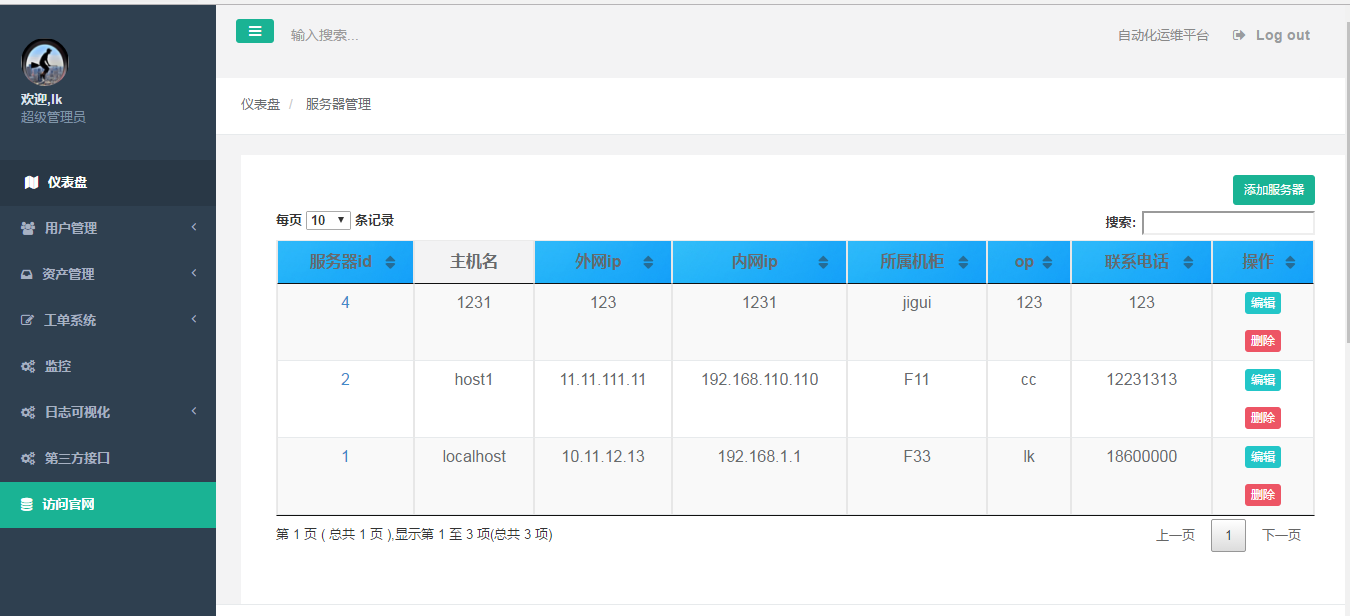 欢迎,lk
超级管理员
仪表盘
用户管理
资产管理
工单系统
监控
日志可视化
第三方接口
访问官网
输入搜索...
自动化运维平台 Log out
仪表盘 / 服务器管理
添加服务器
每页 10 条记录
搜索:
服务器id 主机名 外网ip 内网ip 所属机柜 op 联系电话 操作
4 1231 123 1231 jigui 123 123 编辑
删除
2 host1 11.11.111.11 192.168.110.110 F11 cc 12231313 编辑
删除
1 localhost 10.11.12.13 192.168.1.1 F33 lk 18600000 编辑
删除
第 1 页 ( 总共 1 页 ),显示第 1 至 3 项(总共 3 项)
上一页 1 下一页